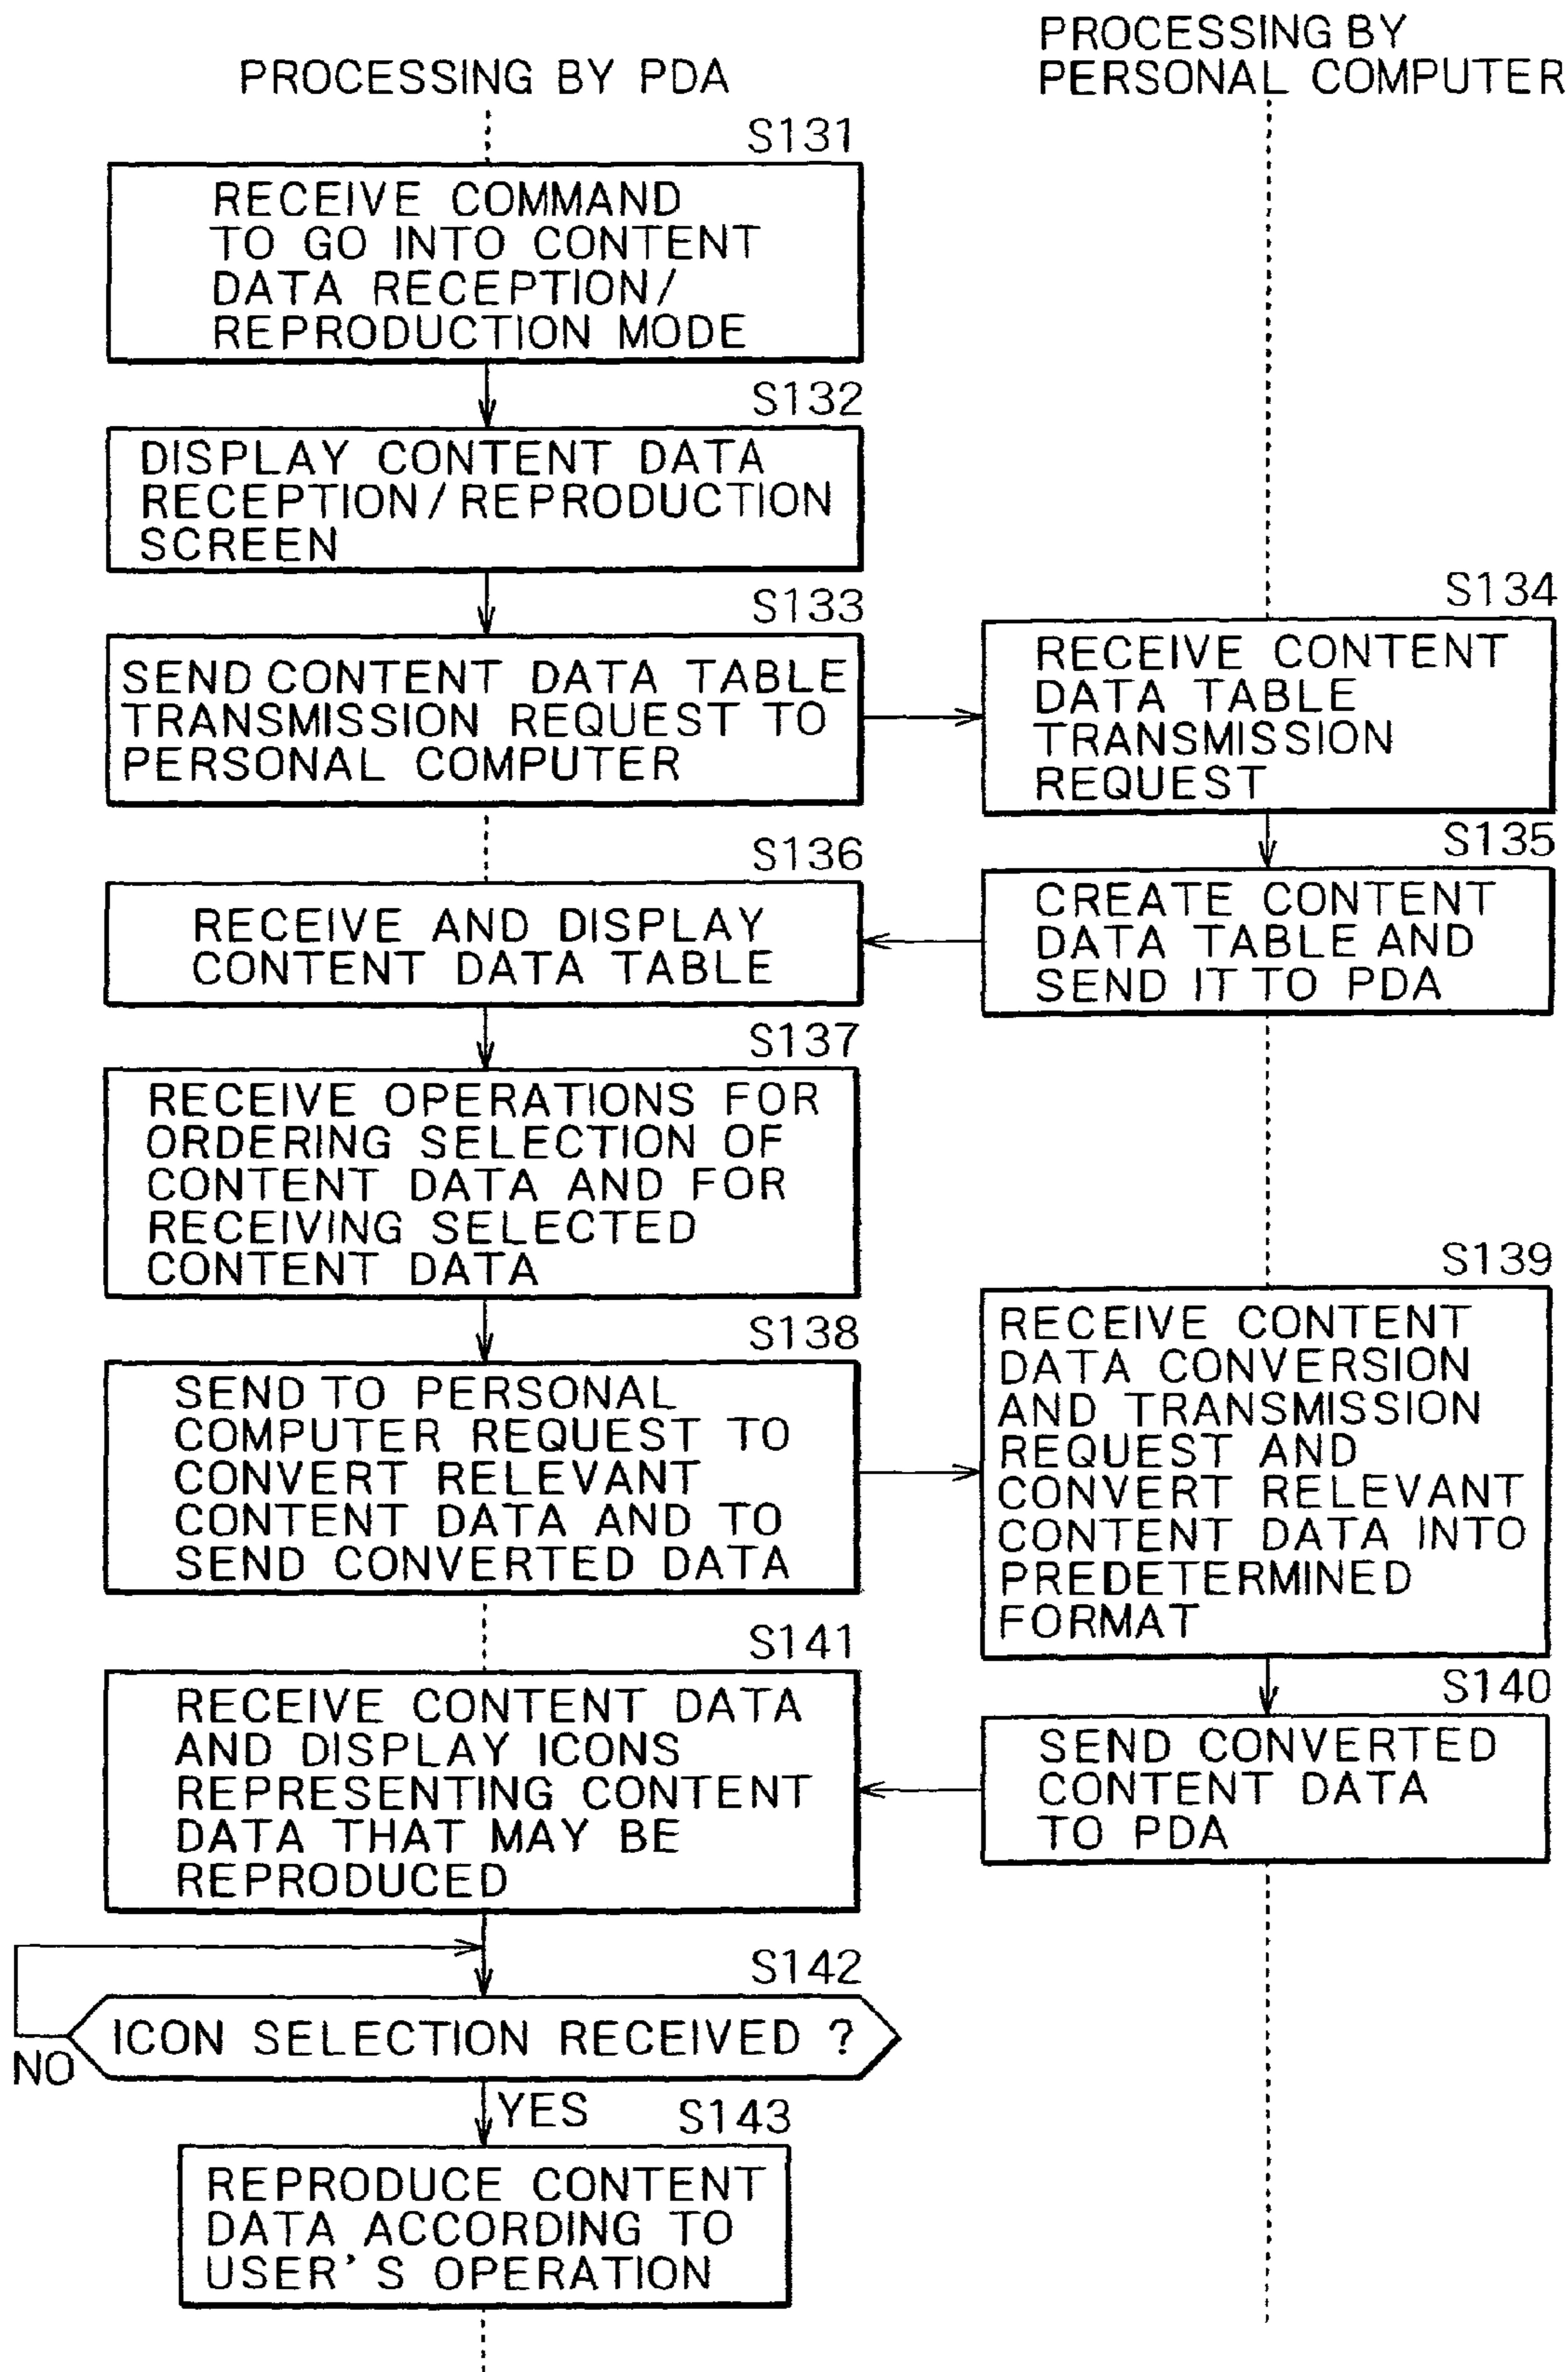 PROCESSING BY PDA
PROCESSING BY
PERSONAL COMPUTER
S131
RECEIVE COMMAND
TO GO INTO CONTENT
DATA RECEPTION/
REPRODUCTION MODE
S132
DISPLAY CONTENT DATA
RECEPTION/REPRODUCTION
SCREEN
S133
SEND CONTENT DATA TABLE
TRANSMISSION REQUEST TO
PERSONAL COMPUTER
S134
RECEIVE CONTENT
DATA TABLE
TRANSMISSION
REQUEST
S135
CREATE CONTENT
DATA TABLE AND
SEND IT TO PDA
S136
RECEIVE AND DISPLAY
CONTENT DATA TABLE
S137
RECEIVE OPERATIONS FOR
ORDERING SELECTION OF
CONTENT DATA AND FOR
RECEIVING SELECTED
CONTENT DATA
S138
SEND TO PERSONAL
COMPUTER REQUEST TO
CONVERT RELEVANT
CONTENT DATA AND TO
SEND CONVERTED DATA
S139
RECEIVE CONTENT
DATA CONVERSION
AND TRANSMISSION
REQUEST AND
CONVERT RELEVANT
CONTENT DATA INTO
PREDETERMINED
FORMAT
S140
SEND CONVERTED
CONTENT DATA
TO PDA
S141
RECEIVE CONTENT DATA
AND DISPLAY ICONS
REPRESENTING CONTENT
DATA THAT MAY BE
REPRODUCED
S142
ICON SELECTION RECEIVED ?
NO
YES
S143
REPRODUCE CONTENT
DATA ACCORDING TO
USER'S OPERATION